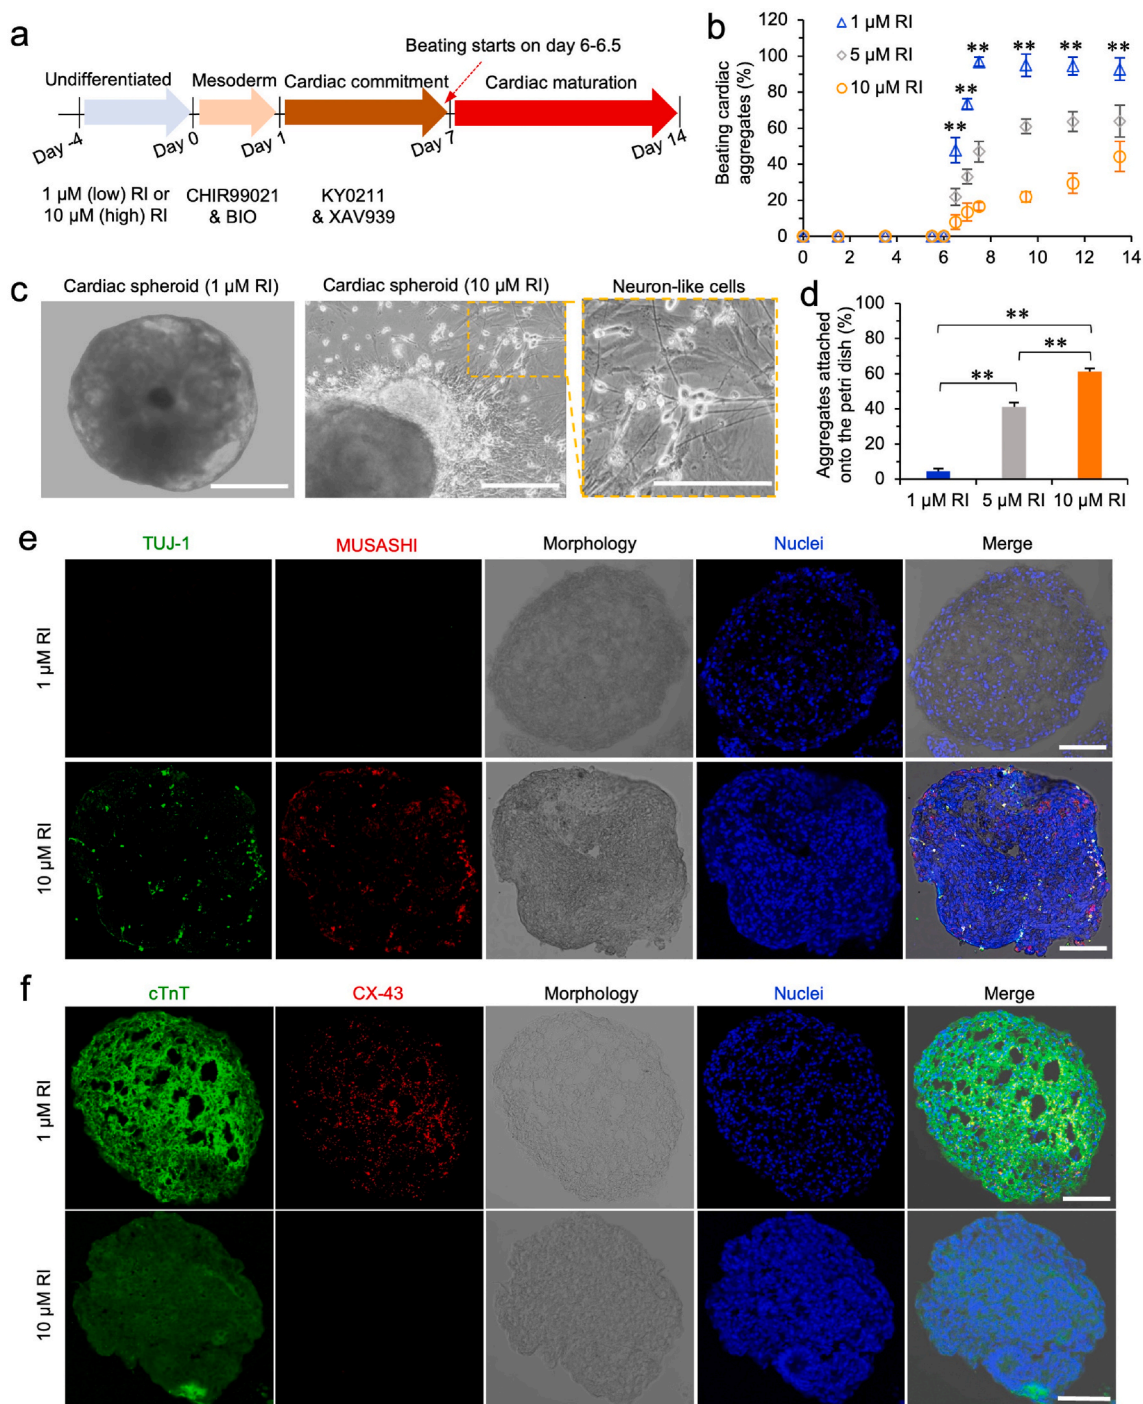 a
Beating starts on day 6-6.5
Undifferentiated
Mesoderm
Cardiac commitment
Cardiac maturation
Day -4
Day 0
Day 1
Day 7
Day 14
1 µM (low) RI or
10 µM (high) RI
CHIR99021
& BIO
KY0211
& XAV939
b
Beating cardiac
aggregates (%)
120
100
80
60
40
20
0
1 µM RI
5 µM RI
10 µM RI
**
**
**
**
**
**
0
2
4
6
8
10
12
14
c
Cardiac spheroid (1 µM RI)
Cardiac spheroid (10 µM RI)
Neuron-like cells
d
Aggregates attached
onto the petri dish (%)
100
80
60
40
20
0
**
**
**
1 µM RI
5 µM RI
10 µM RI
e
TUJ-1
MUSASHI
Morphology
Nuclei
Merge
1 µM RI
10 µM RI
f
cTnT
CX-43
Morphology
Nuclei
Merge
1 µM RI
10 µM RI